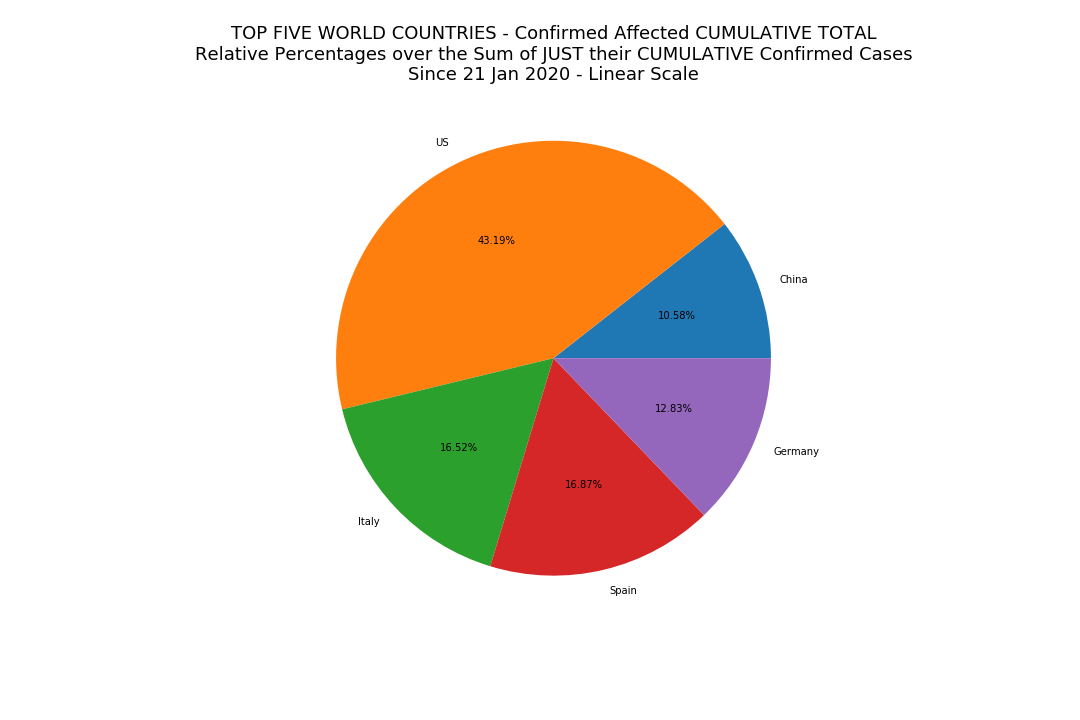 TOP FIVE WORLD COUNTRIES - Confirmed Affected CUMULATIVE TOTAL
Relative Percentages over the Sum of JUST their CUMULATIVE Confirmed Cases
Since 21 Jan 2020 - Linear Scale
US
43.19%
China
10.58%
12.83%
Germany
16.52%
Italy
16.87%
Spain